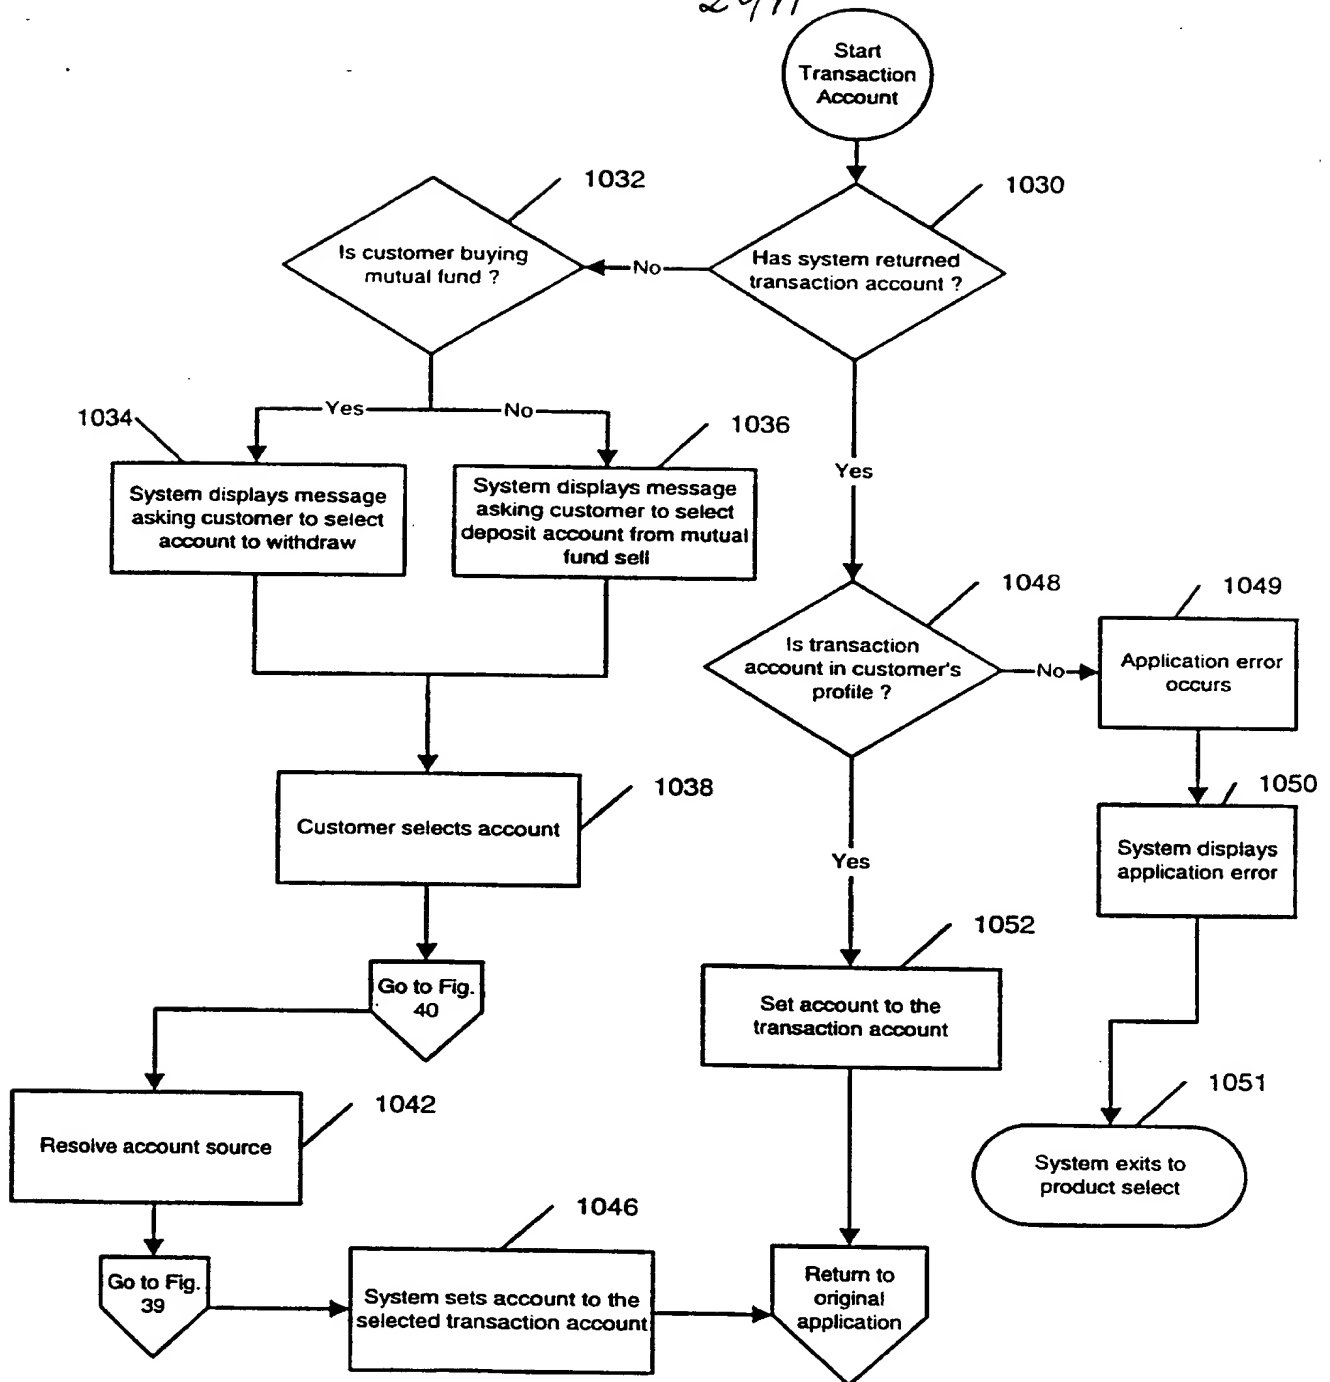 Start
Transaction
Account
1032
1030
Is customer buying
mutual fund ?
No
Has system returned
transaction account ?
1034
Yes
No
1036
System displays message
asking customer to select
account to withdraw
System displays message
asking customer to select
deposit account from mutual
fund sell
Yes
1048
1049
Is transaction
account in customer's
profile ?
No
Application error
occurs
1038
Customer selects account
1050
System displays
application error
Yes
1052
Go to Fig.
40
Set account to the
transaction account
1042
Resolve account source
1051
System exits to
product select
1046
Go to Fig.
39
System sets account to the
selected transaction account
Return to
original
application